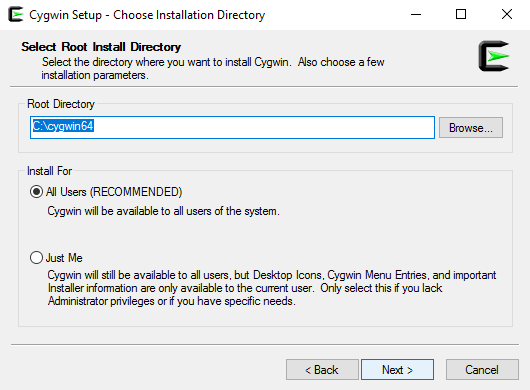 Cygwin Setup - Choose Installation Directory
Select Root Install Directory
Select the directory where you want to install Cygwin. Also choose a few
installation parameters.
Root Directory
C:\cygwin64
Browse...
Install For
All Users (RECOMMENDED)
Cygwin will be available to all users of the system.
Just Me
Cygwin will still be available to all users, but Desktop Icons, Cygwin Menu Entries, and important
Installer information are only available to the current user. Only select this if you lack
Administrator privileges or if you have specific needs.
< Back
Next >
Cancel